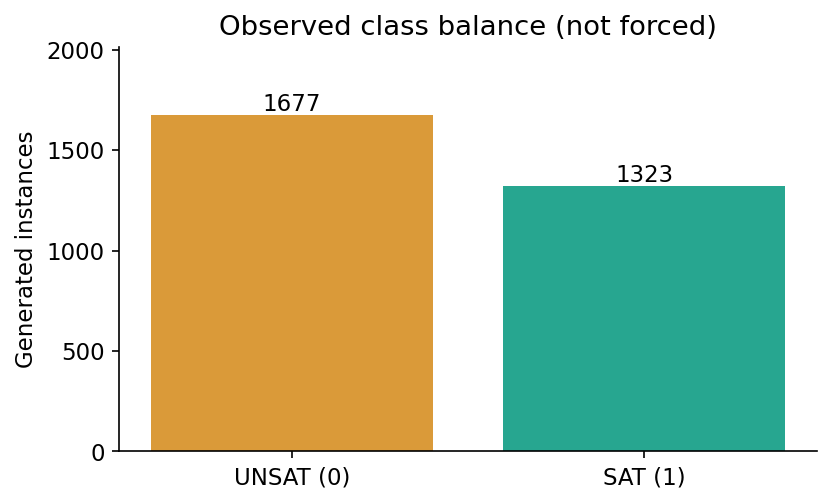 Observed class balance (not forced)
Generated instances
2000
1500
1000
500
0
1677
1323
UNSAT (0)
SAT (1)